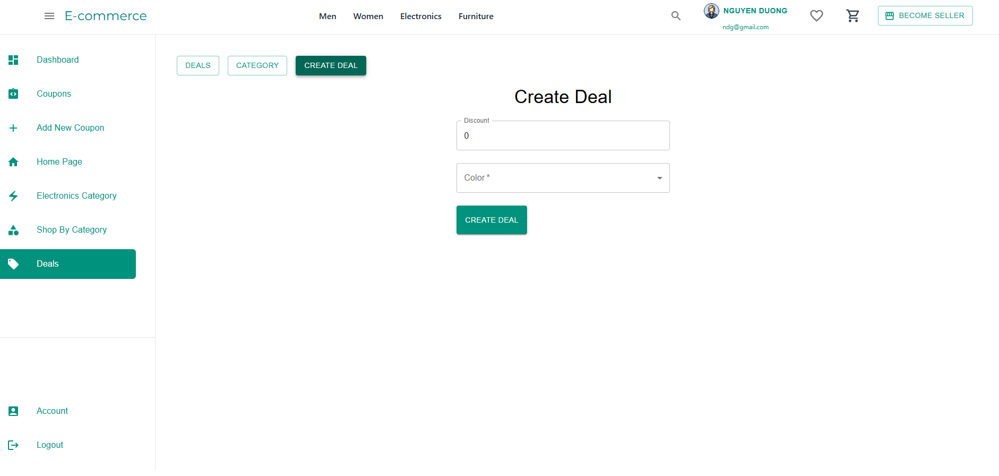 E-commerce
Men Women Electronics Furniture
NGUYEN DUONG
ndg@gmail.com
BECOME SELLER
Dashboard
Coupons
Add New Coupon
Home Page
Electronics Category
Shop By Category
Deals
Account
Logout
DEALS CATEGORY CREATE DEAL
Create Deal
Discount
0
Color *
CREATE DEAL